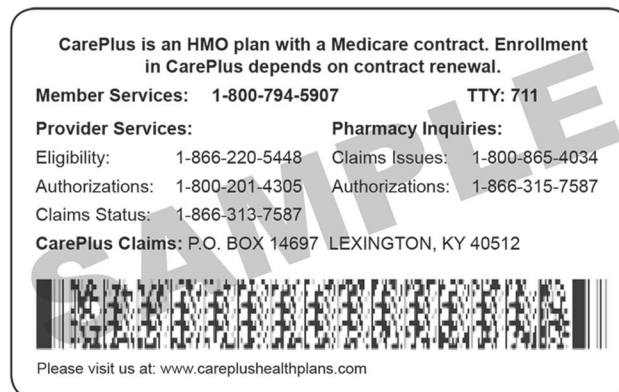 CarePlus is an HMO plan with a Medicare contract. Enrollment
in CarePlus depends on contract renewal.
Member Services: 1-800-794-5907 TTY: 711
Provider Services: Pharmacy Inquiries:
Eligibility: 1-866-220-5448 Claims Issues: 1-800-865-4034
Authorizations: 1-800-201-4305 Authorizations: 1-866-315-7587
Claims Status: 1-866-313-7587
CarePlus Claims: P.O. BOX 14697 LEXINGTON, KY 40512
SAMPLE
Please visit us at: www.careplushealthplans.com